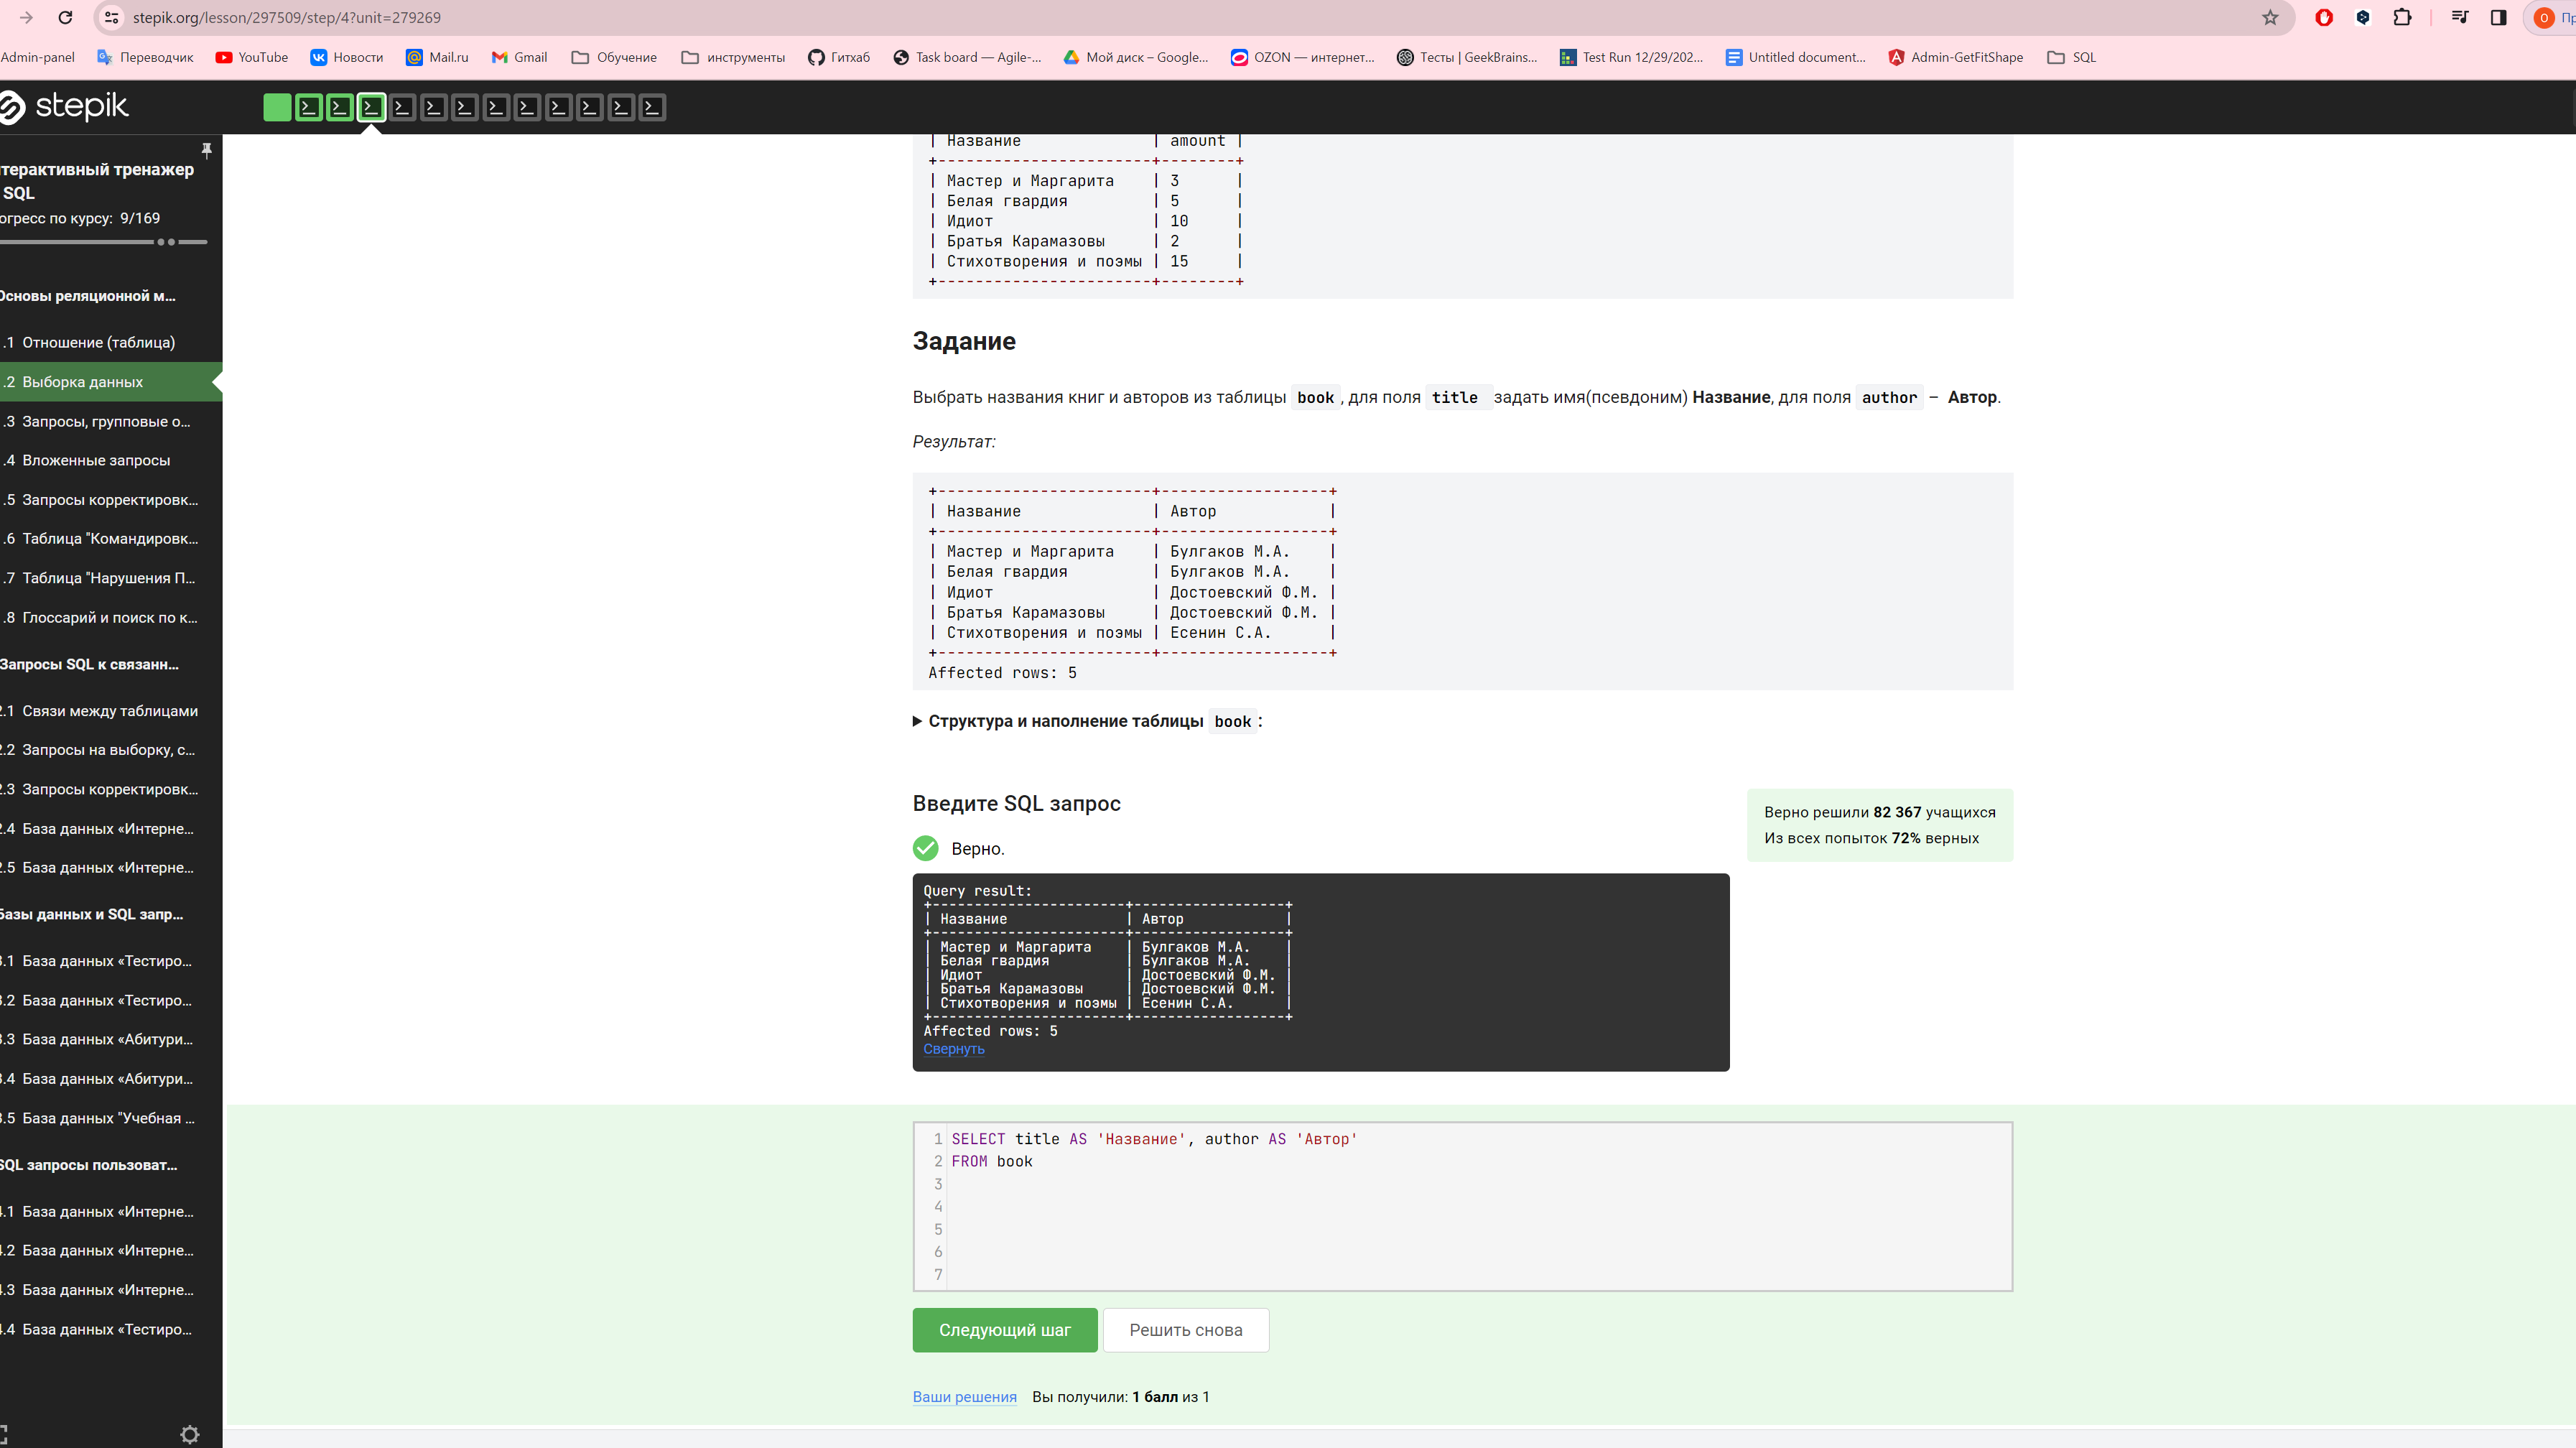 stepik.org/lesson/297509/step/4?unit=279269
Admin-panel Переводчик YouTube Новости Mail.ru Gmail Обучение инструменты Гитхаб Task board — Agile-... Мой диск – Google... OZON — интернет... Тесты | GeekBrains... Test Run 12/29/202... Untitled document... Admin-GetFitShape SQL
stepik
терактивный тренажер
SQL
огресс по курсу: 9/169
Основы реляционной м...
.1 Отношение (таблица)
.2 Выборка данных
.3 Запросы, групповые о...
.4 Вложенные запросы
.5 Запросы корректировк...
.6 Таблица "Командировк...
.7 Таблица "Нарушения П...
.8 Глоссарий и поиск по к...
Запросы SQL к связанн...
2.1 Связи между таблицами
2.2 Запросы на выборку, с...
2.3 Запросы корректировк...
2.4 База данных «Интерне...
2.5 База данных «Интерне...
Базы данных и SQL запр...
3.1 База данных «Тестиро...
3.2 База данных «Тестиро...
3.3 База данных «Абитури...
3.4 База данных «Абитури...
3.5 База данных "Учебная ...
SQL запросы пользоват...
4.1 База данных «Интерне...
4.2 База данных «Интерне...
4.3 База данных «Интерне...
4.4 База данных «Тестиро...
| Название | amount |
+-----------------------+--------+
| Мастер и Маргарита | 3 |
| Белая гвардия | 5 |
| Идиот | 10 |
| Братья Карамазовы | 2 |
| Стихотворения и поэмы | 15 |
+-----------------------+--------+
Задание
Выбрать названия книг и авторов из таблицы book, для поля title задать имя(псевдоним) Название, для поля author – Автор.
Результат:
+-----------------------+------------------+
| Название | Автор |
+-----------------------+------------------+
| Мастер и Маргарита | Булгаков М.А. |
| Белая гвардия | Булгаков М.А. |
| Идиот | Достоевский Ф.М. |
| Братья Карамазовы | Достоевский Ф.М. |
| Стихотворения и поэмы | Есенин С.А. |
+-----------------------+------------------+
Affected rows: 5
Структура и наполнение таблицы book:
Введите SQL запрос
Верно.
Верно решили 82 367 учащихся
Из всех попыток 72% верных
Query result:
+-----------------------+------------------+
| Название | Автор |
+-----------------------+------------------+
| Мастер и Маргарита | Булгаков М.А. |
| Белая гвардия | Булгаков М.А. |
| Идиот | Достоевский Ф.М. |
| Братья Карамазовы | Достоевский Ф.М. |
| Стихотворения и поэмы | Есенин С.А. |
+-----------------------+------------------+
Affected rows: 5
Свернуть
1 SELECT title AS 'Название', author AS 'Автор'
2 FROM book
3
4
5
6
7
Следующий шаг Решить снова
Ваши решения Вы получили: 1 балл из 1